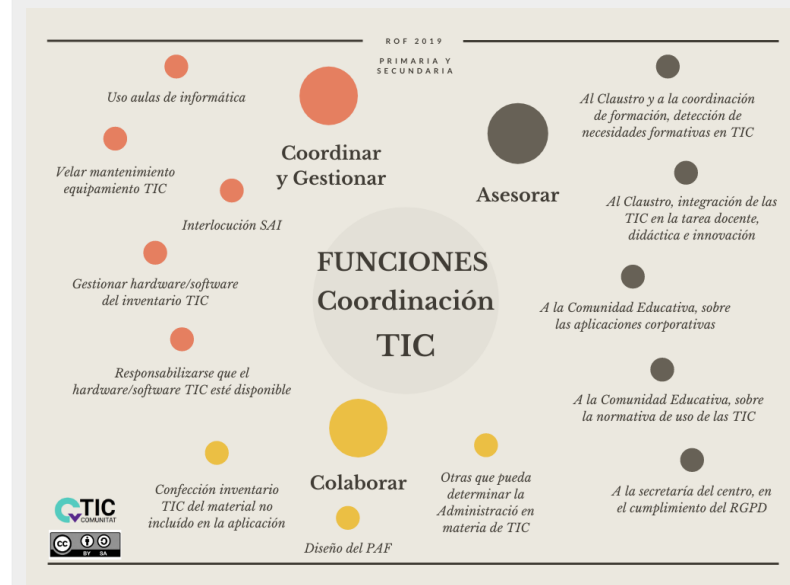 ROF 2019
PRIMARIA Y
SECUNDARIA
Uso aulas de informática
Velar mantenimiento
equipamiento TIC
Interlocución SAI
Gestionar hardware/software
del inventario TIC
Responsabilizarse que el
hardware/software TIC esté disponible
Coordinar
y Gestionar
Asesorar
Al Claustro y a la coordinación
de formación, detección de
necesidades formativas en TIC
Al Claustro, integración de las
TIC en la tarea docente,
didáctica e innovación
A la Comunidad Educativa, sobre
las aplicaciones corporativas
A la Comunidad Educativa, sobre
la normativa de uso de las TIC
A la secretaría del centro, en
el cumplimiento del RGPD
FUNCIONES
Coordinación
TIC
Colaborar
Confección inventario
TIC del material no
incluído en la aplicación
Diseño del PAF
Otras que pueda
determinar la
Administració en
materia de TIC
TIC
COMUNITAT
cc
BY SA